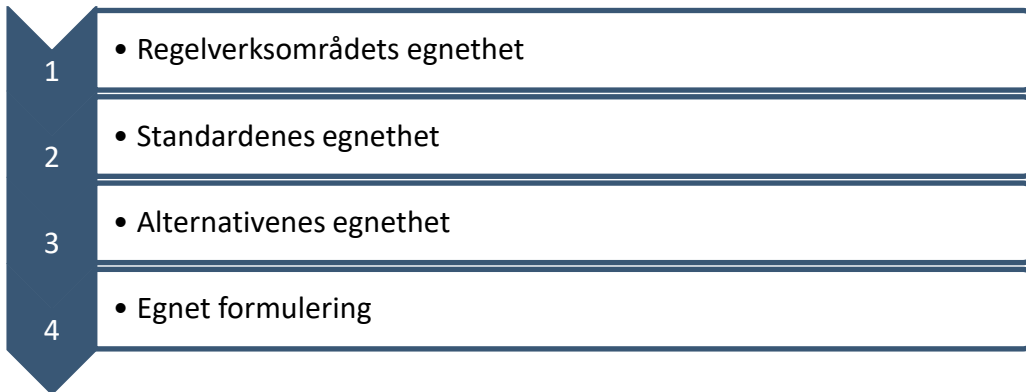 1 • Regelverksområdets egnethet
2 • Standardenes egnethet
3 • Alternativenes egnethet
4 • Egnet formulering